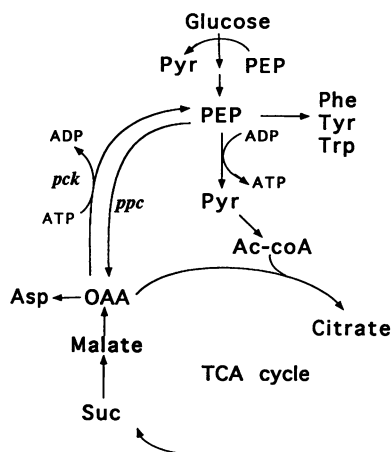 Glucose
Pyr PEP
PEP
Phe
Tyr
Trp
ADP
ADP
pck
ppc
ATP
ATP
Pyr
Ac-coA
Asp OAA
Citrate
Malate
TCA cycle
Suc